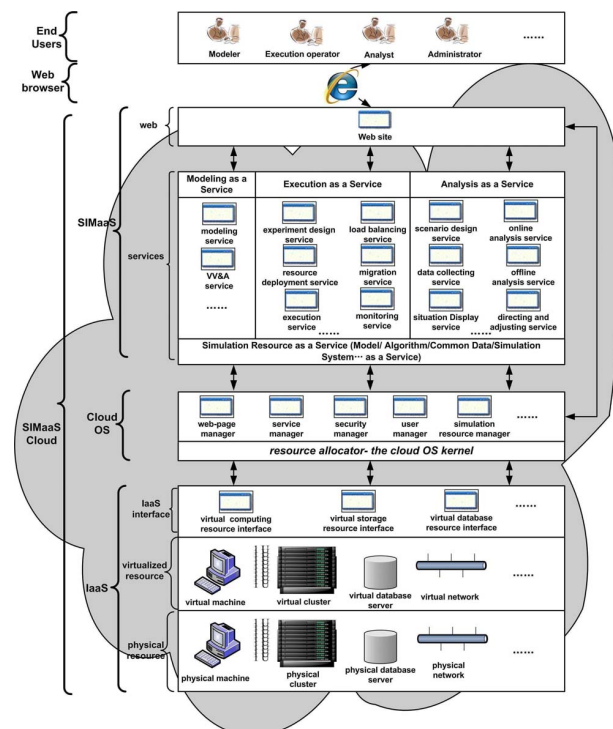 End
Users
Modeler
Execution operator
Analyst
Administrator
......
Web
browser
web
Web site
SIMaaS
services
Modeling as a
Service
Execution as a Service
Analysis as a Service
modeling
service
experiment design
service
load balancing
service
scenario design
service
online
analysis service
VV&A
service
resource
deployment service
migration
service
data collecting
service
offline
analysis service
......
execution
service
monitoring
service
situation Display
service
directing and
adjusting service
......
......
Simulation Resource as a Service (Model/ Algorithm/Common Data/Simulation
System··· as a Service)
SIMaaS
Cloud
Cloud
OS
web-page
manager
service
manager
security
manager
user
manager
simulation
resource manager
......
resource allocator- the cloud OS kernel
IaaS
IaaS
interface
virtual computing
resource interface
virtual storage
resource interface
virtual database
resource interface
......
virtualized
resource
virtual machine
virtual cluster
virtual database
server
virtual network
......
physical
resource
physical machine
physical
cluster
physical database
server
physical
network
......